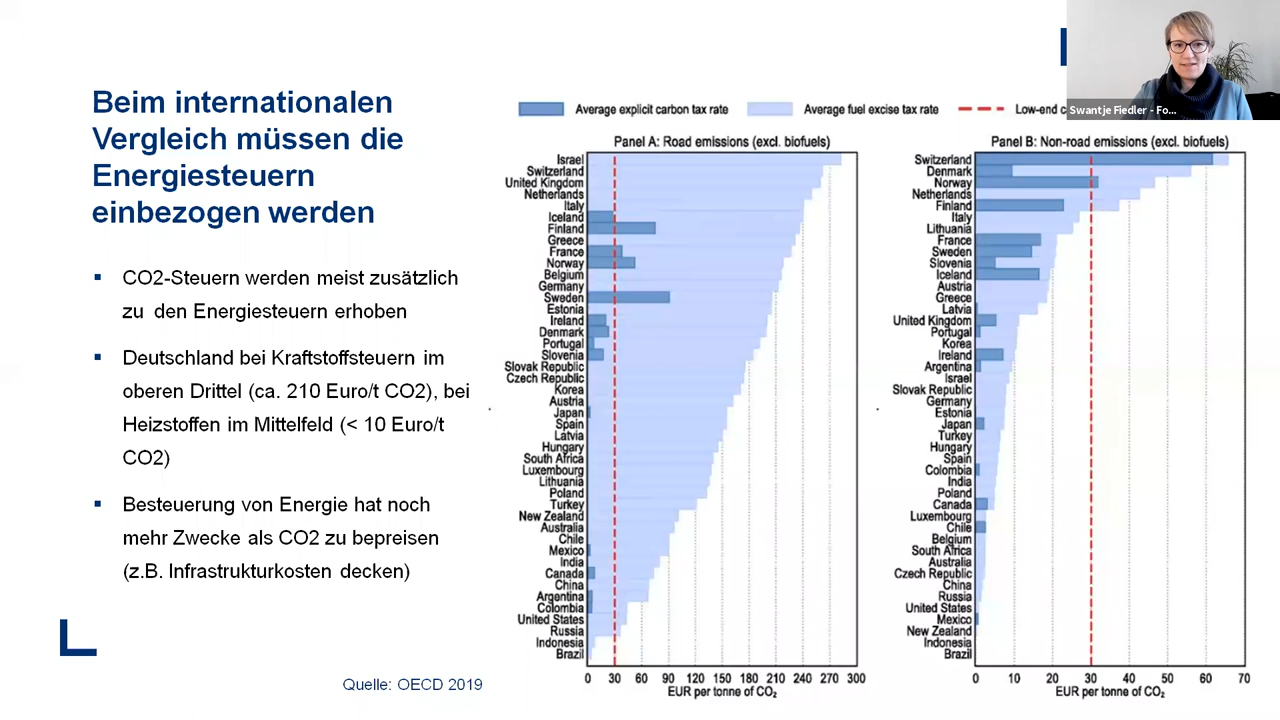 Swantje Fiedler - Fo...
Beim internationalen
Vergleich müssen die
Energiesteuern
einbezogen werden
▪ CO2-Steuern werden meist zusätzlich
zu den Energiesteuern erhoben
▪ Deutschland bei Kraftstoffsteuern im
oberen Drittel (ca. 210 Euro/t CO2), bei
Heizstoffen im Mittelfeld (< 10 Euro/t
CO2)
▪ Besteuerung von Energie hat noch
mehr Zwecke als CO2 zu bepreisen
(z.B. Infrastrukturkosten decken)
Quelle: OECD 2019
Average explicit carbon tax rate
Average fuel excise tax rate
Low-end c
Panel A: Road emissions (excl. biofuels)
Israel
Switzerland
United Kingdom
Netherlands
Italy
Iceland
Finland
Greece
France
Norway
Belgium
Germany
Sweden
Estonia
Ireland
Denmark
Portugal
Slovenia
Slovak Republic
Czech Republic
Korea
Austria
Japan
Spain
Latvia
Hungary
South Africa
Luxembourg
Lithuania
Poland
Turkey
New Zealand
Australia
Chile
Mexico
India
Canada
China
Argentina
Colombia
United States
Russia
Indonesia
Brazil
0 30 60 90 120 150 180 210 240 270 300
EUR per tonne of CO₂
Panel B: Non-road emissions (excl. biofuels)
Switzerland
Denmark
Norway
Netherlands
Finland
Italy
Lithuania
France
Sweden
Slovenia
Iceland
Austria
Greece
Latvia
United Kingdom
Portugal
Korea
Ireland
Argentina
Israel
Slovak Republic
Germany
Estonia
Japan
Turkey
Hungary
Spain
Colombia
India
Poland
Canada
Luxembourg
Chile
Belgium
South Africa
Australia
Czech Republic
China
Russia
United States
Mexico
New Zealand
Indonesia
Brazil
0 10 20 30 40 50 60 70
EUR per tonne of CO₂